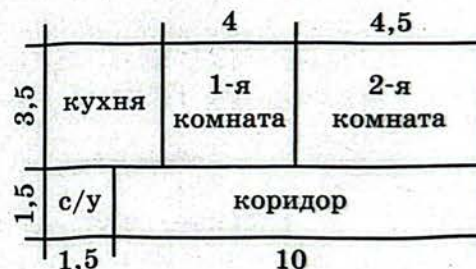 4 4,5
3,5
кухня
1-я
комната
2-я
комната
1,5
с/у
коридор
1,5 10